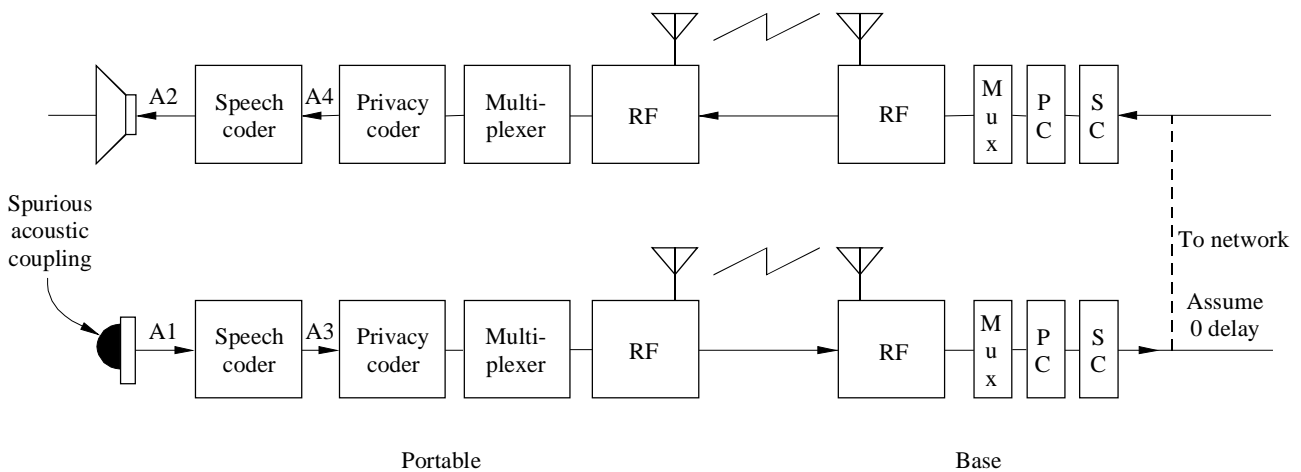 A2
Speech
coder
A4
Privacy
coder
Multi-
plexer
RF
RF
M
u
x
P
C
S
C
Spurious
acoustic
coupling
To network
Assume
0 delay
A1
Speech
coder
A3
Privacy
coder
Multi-
plexer
RF
RF
M
u
x
P
C
S
C
Portable
Base